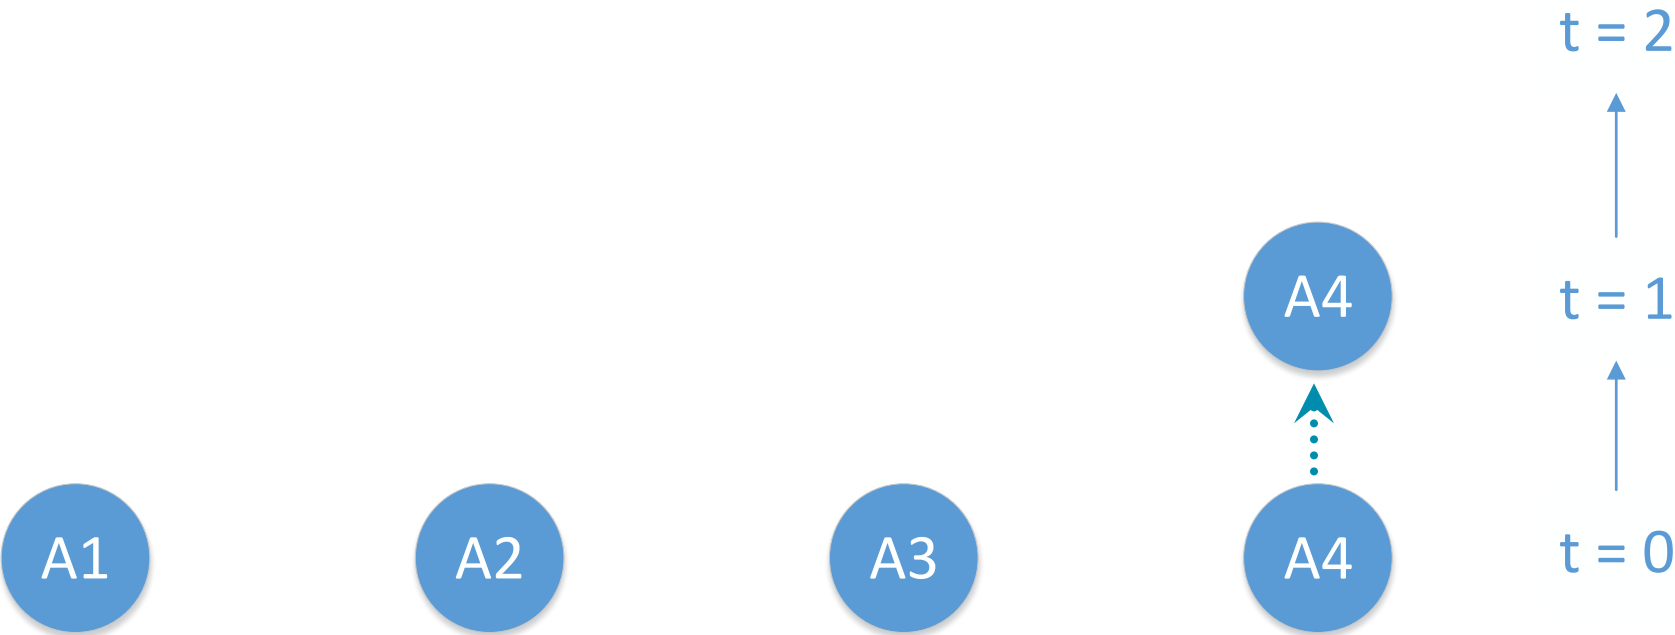 t = 2
A4
t = 1
A1
A2
A3
A4
t = 0